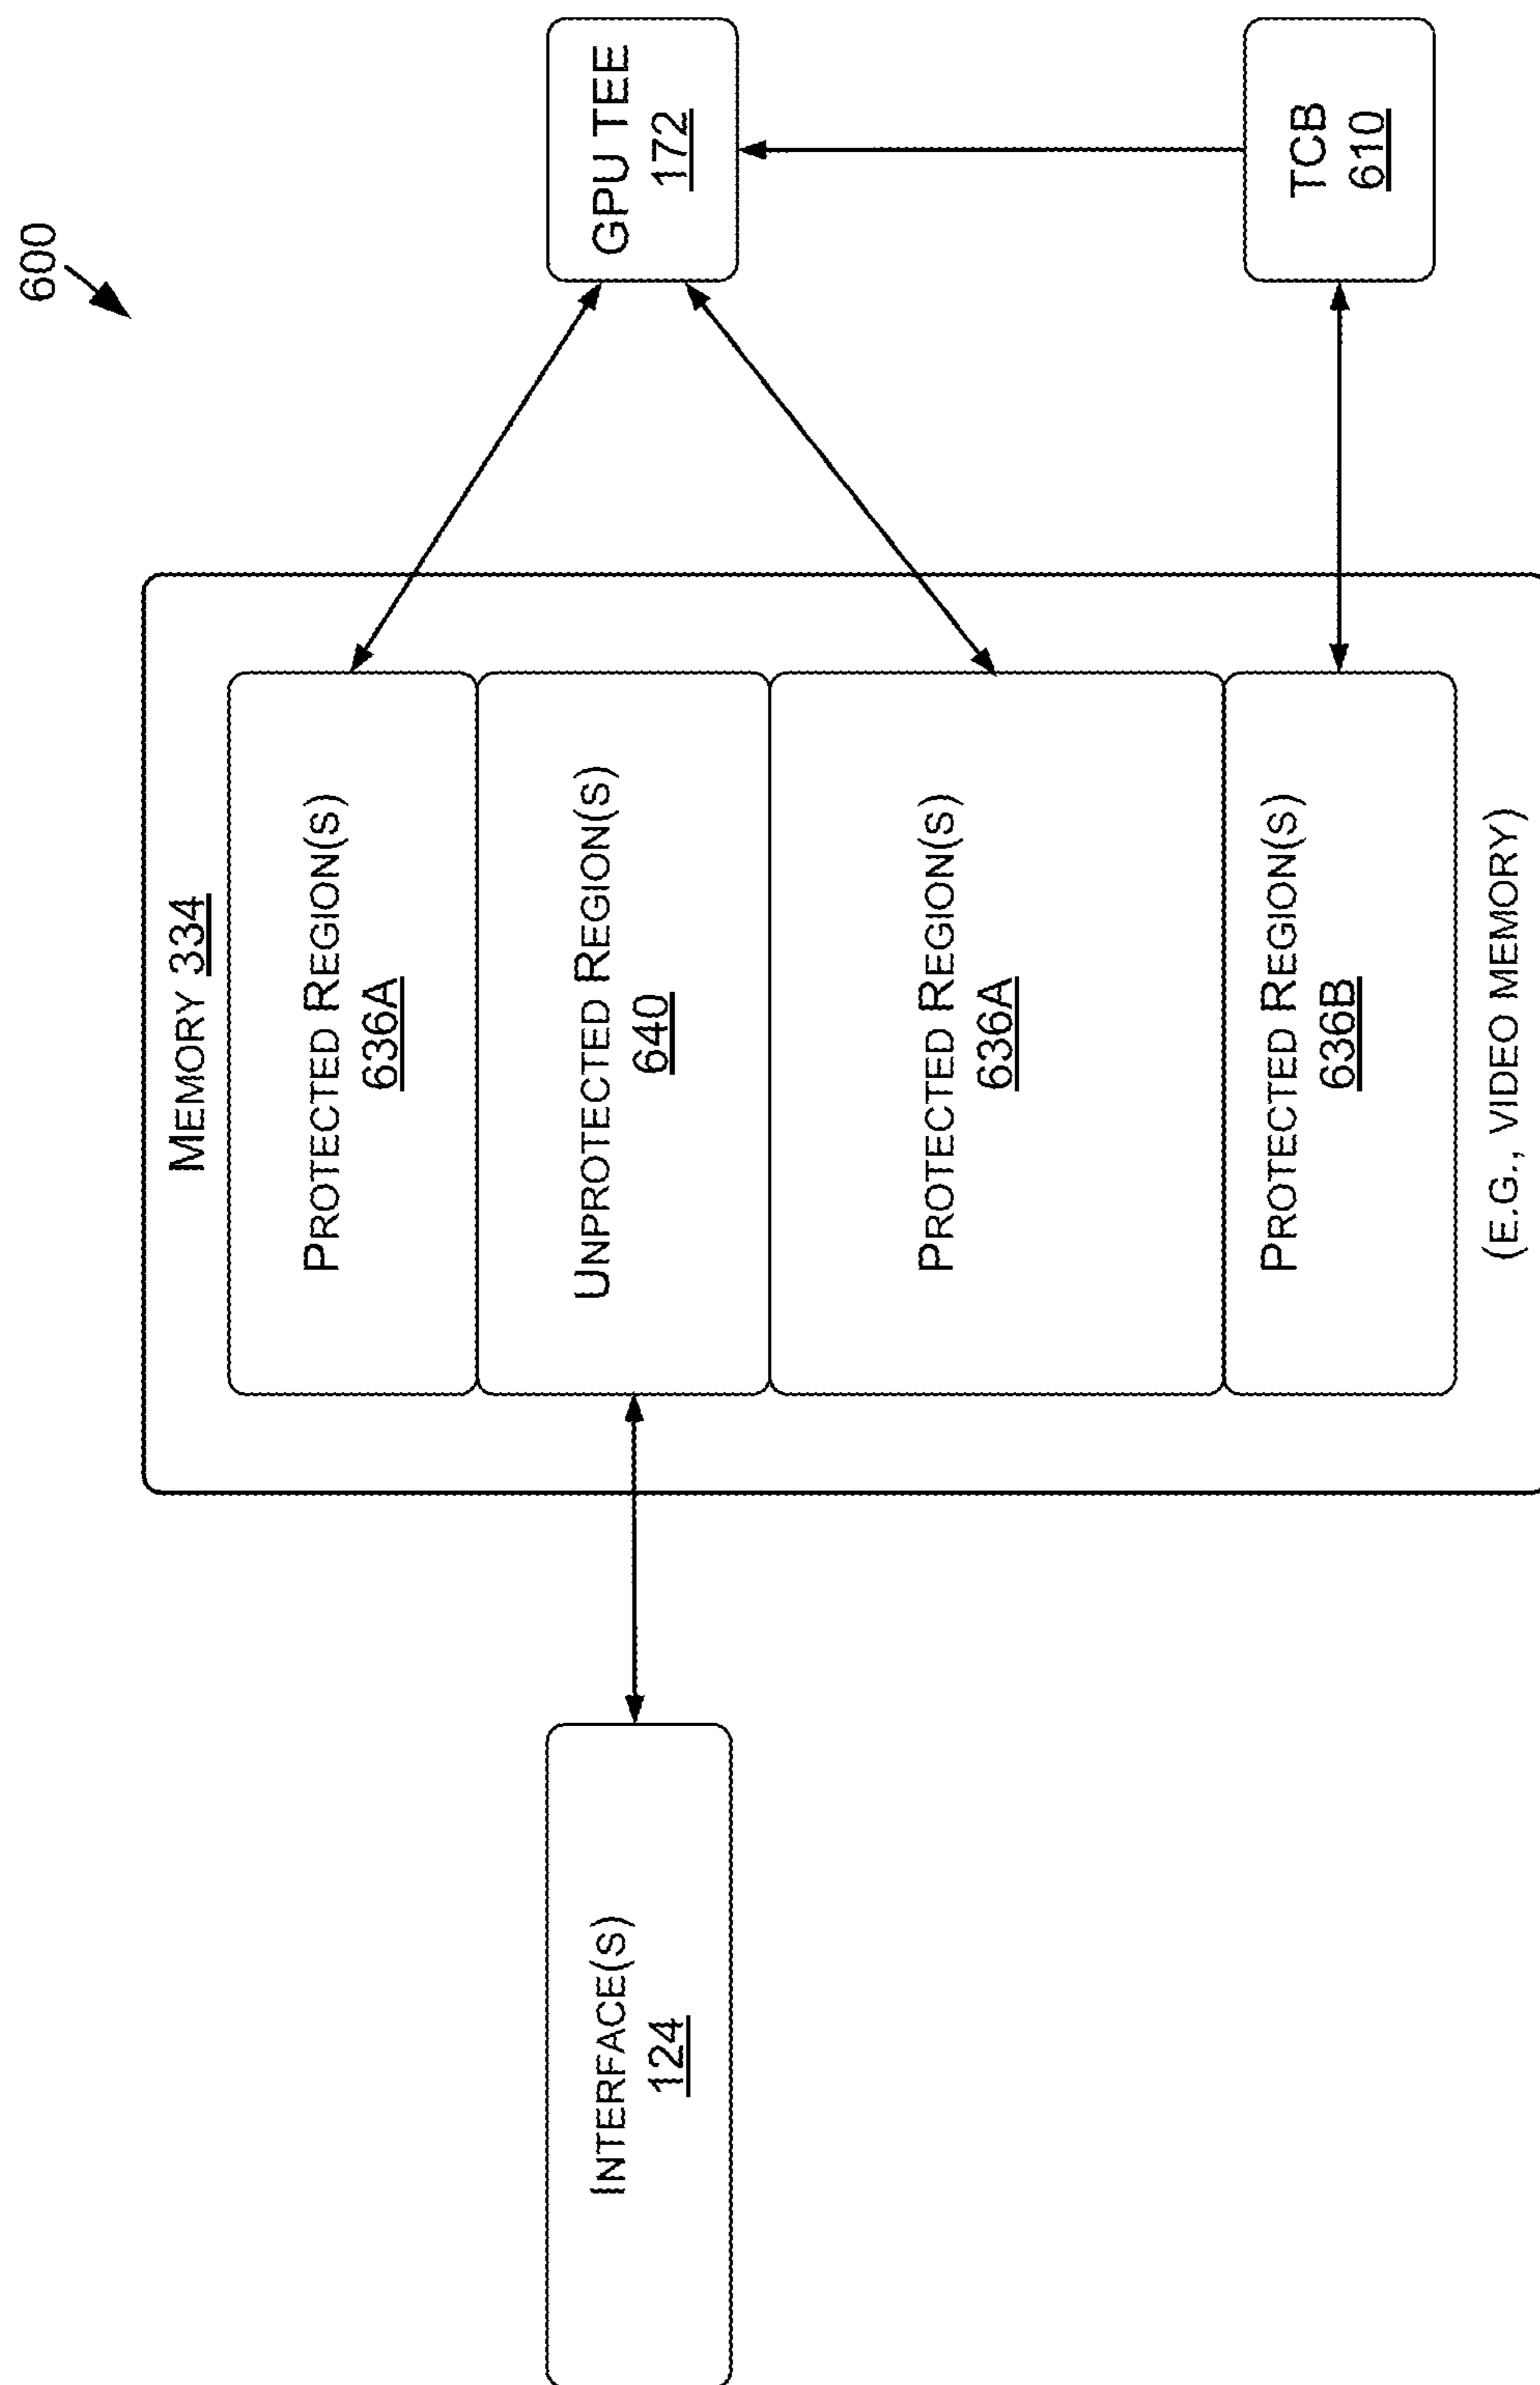 600
INTERFACE(S)
124
MEMORY 334
PROTECTED REGION(S)
636A
UNPROTECTED REGION(S)
640
PROTECTED REGION(S)
636A
PROTECTED REGION(S)
636B
(E.G., VIDEO MEMORY)
GPU TEE
172
TCB
610